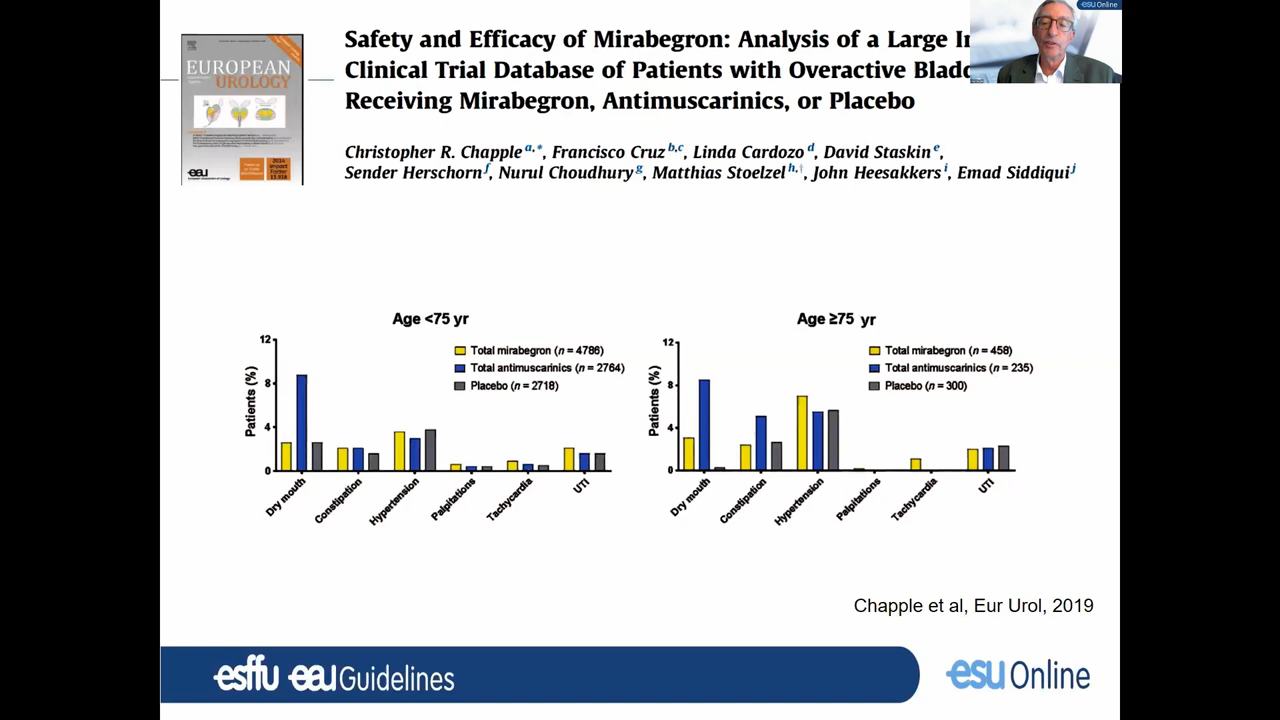 esu Online
Safety and Efficacy of Mirabegron: Analysis of a Large In
Clinical Trial Database of Patients with Overactive Bladd
Receiving Mirabegron, Antimuscarinics, or Placebo
EUROPEAN
UROLOGY
Christopher R. Chapple a,*, Francisco Cruz b,c, Linda Cardozo d, David Staskin e,
Sender Herschorn f, Nurul Choudhury g, Matthias Stoelzel h,†, John Heesakkers i, Emad Siddiqui j
Age <75 yr
12
8
4
0
Patients (%)
Total mirabegron (n = 4786)
Total antimuscarinics (n = 2764)
Placebo (n = 2718)
Dry mouth
Constipation
Hypertension
Palpitations
Tachycardia
UTI
Age ≥75 yr
12
8
4
0
Patients (%)
Total mirabegron (n = 458)
Total antimuscarinics (n = 235)
Placebo (n = 300)
Dry mouth
Constipation
Hypertension
Palpitations
Tachycardia
UTI
Chapple et al, Eur Urol, 2019
esffu eau Guidelines
esu Online